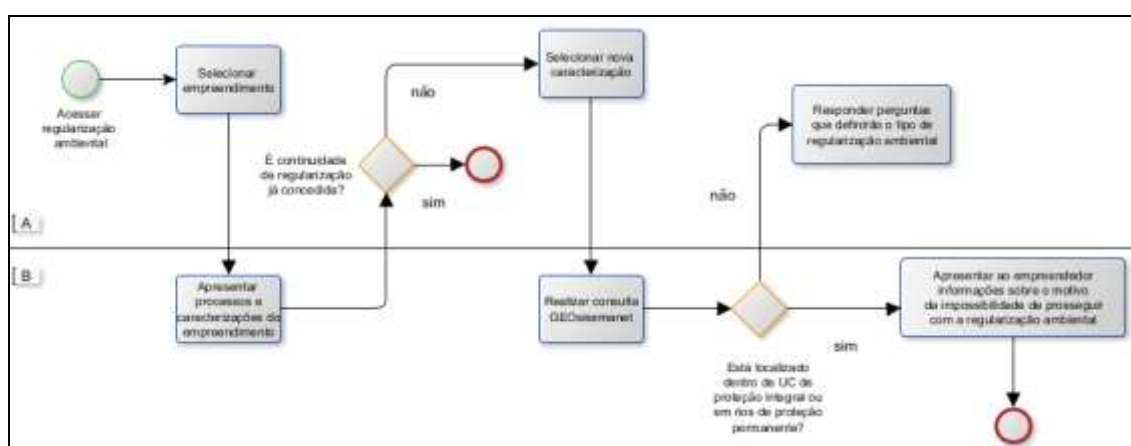 Acessar
regularização
ambiental
Selecionar
empreendimento
É continuidade
de regularização
já concedida?
não
sim
Selecionar nova
caracterização
Responder perguntas
que definirão o tipo de
regularização ambiental
não
[ A ]
[ B ]
Apresentar
processos e
caracterizações do
empreendimento
Realizar consulta
GEOsisemanet
Está localizado
dentro de UC de
proteção integral ou
em rios de proteção
permanente?
sim
Apresentar ao empreendedor
informações sobre o motivo
da impossibilidade de prosseguir
com a regularização ambiental